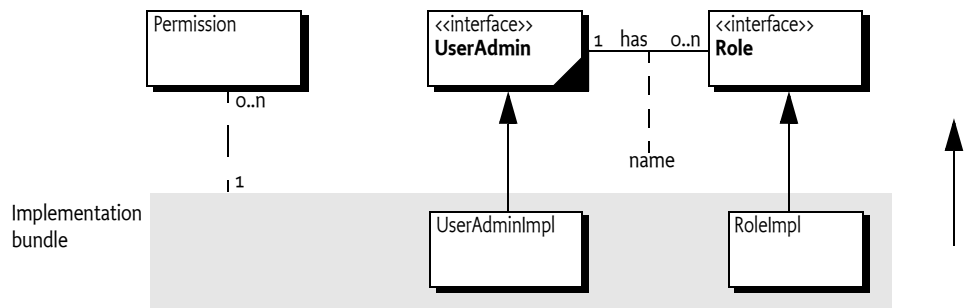 Permission
<<interface>>
UserAdmin
1 has 0..n
<<interface>>
Role
0..n
name
1
Implementation
bundle
UserAdminImpl
RoleImpl